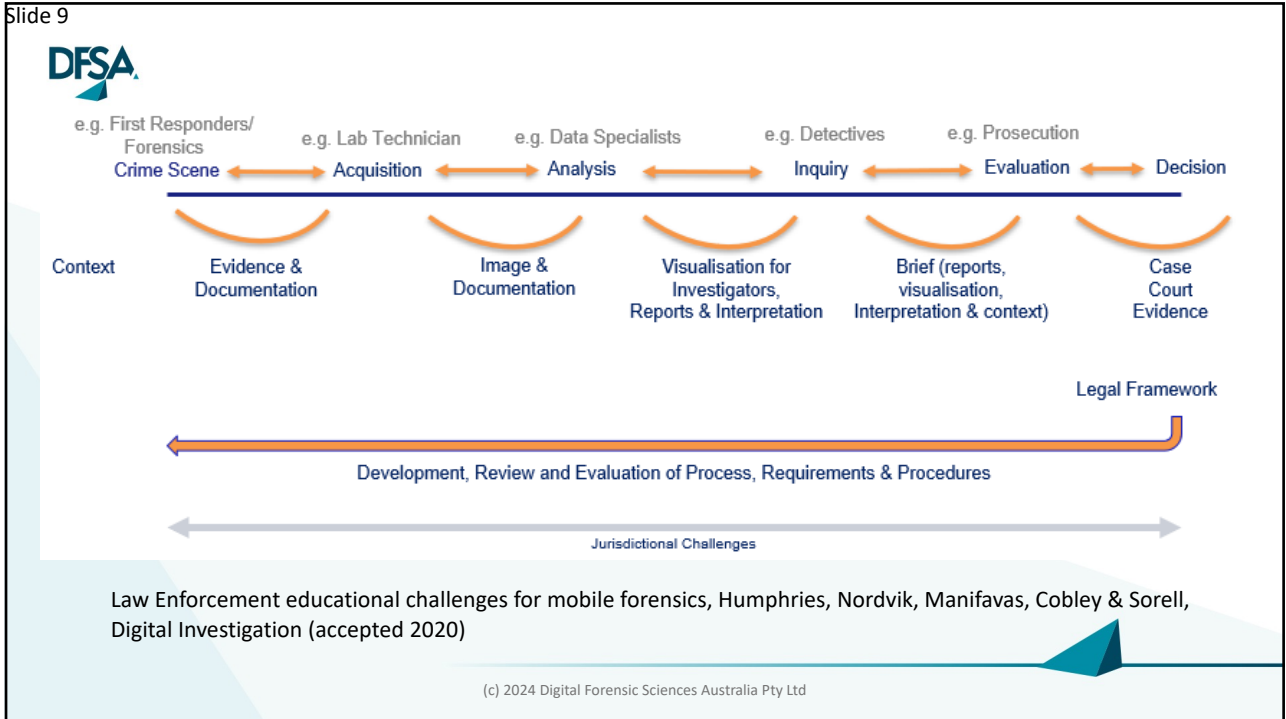 Slide 9
DFSA
e.g. First Responders/
Forensics
e.g. Lab Technician
e.g. Data Specialists
e.g. Detectives
e.g. Prosecution
Crime Scene
Acquisition
Analysis
Inquiry
Evaluation
Decision
Context
Evidence &
Documentation
Image &
Documentation
Visualisation for
Investigators,
Reports & Interpretation
Brief (reports,
visualisation,
Interpretation & context)
Case
Court
Evidence
Legal Framework
Development, Review and Evaluation of Process, Requirements & Procedures
Jurisdictional Challenges
Law Enforcement educational challenges for mobile forensics, Humphries, Nordvik, Manifavas, Cobley & Sorell,
Digital Investigation (accepted 2020)
(c) 2024 Digital Forensic Sciences Australia Pty Ltd